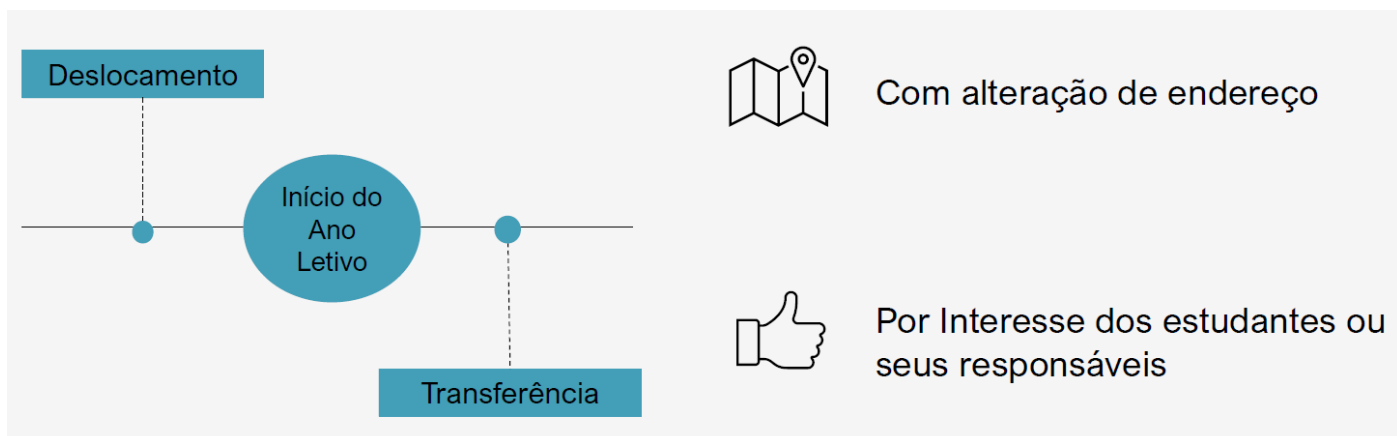 Deslocamento
Início do
Ano
Letivo
Transferência
Com alteração de endereço
Por Interesse dos estudantes ou
seus responsáveis